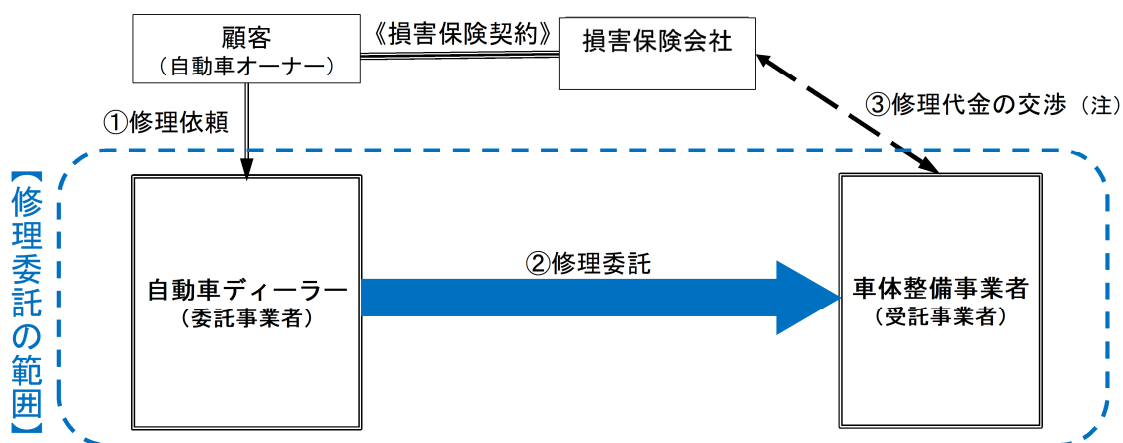 顧客
（自動車オーナー）
《損害保険契約》
損害保険会社
①修理依頼
③修理代金の交渉（注）
【修理委託の範囲】
②修理委託
自動車ディーラー
（委託事業者）
車体整備事業者
（受託事業者）